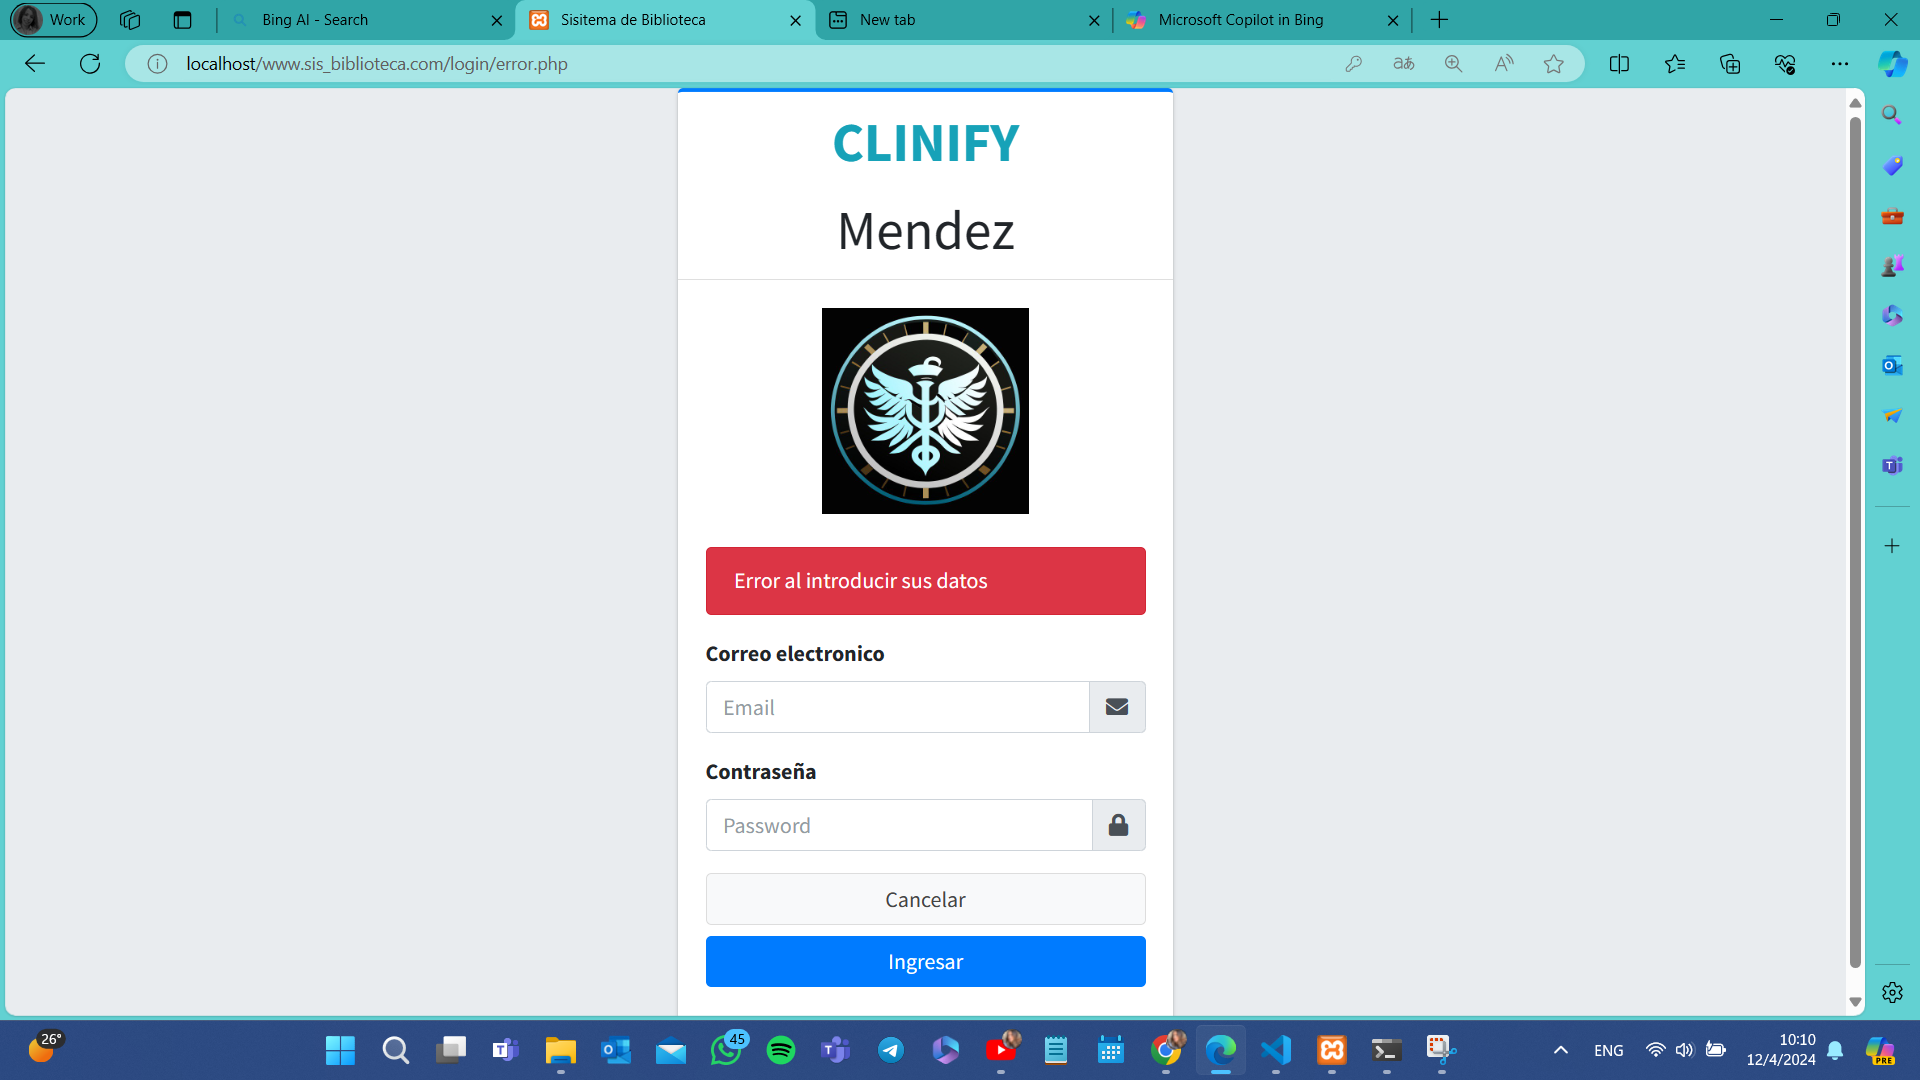 Work
Bing AI - Search
Sisitema de Biblioteca
New tab
Microsoft Copilot in Bing
localhost/www.sis_biblioteca.com/login/error.php
CLINIFY
Mendez
Error al introducir sus datos
Correo electronico
Email
Contraseña
Password
Cancelar
Ingresar
26°
45
ENG
10:10
12/4/2024
PRE